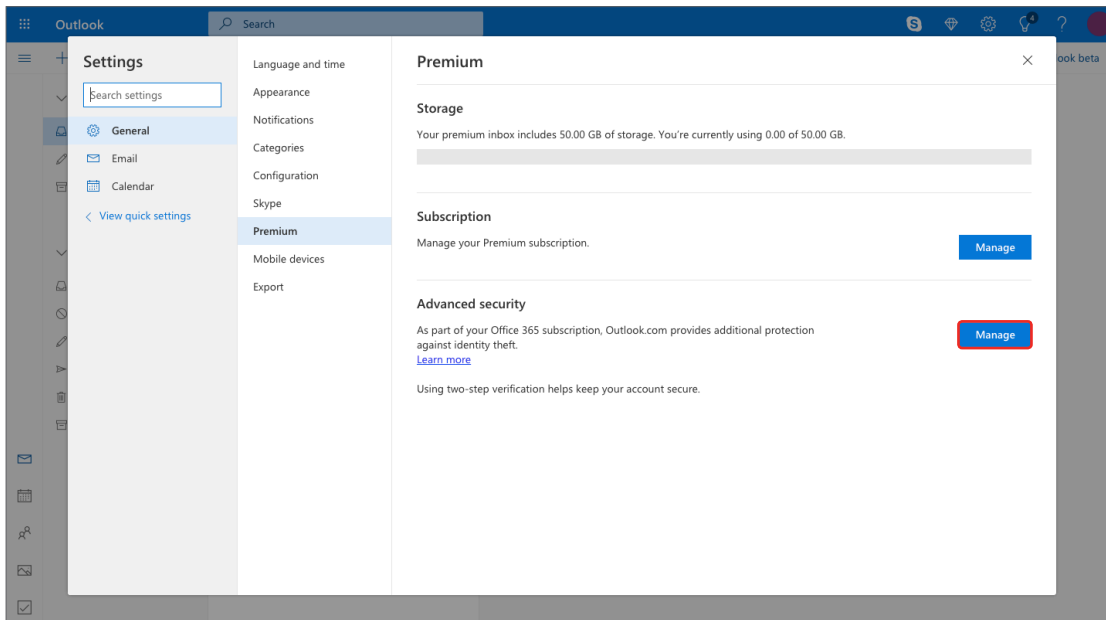 Outlook
Search
4
?
ook beta
Settings
Search settings
General
Email
Calendar
View quick settings
Language and time
Appearance
Notifications
Categories
Configuration
Skype
Premium
Mobile devices
Export
Premium
Storage
Your premium inbox includes 50.00 GB of storage. You're currently using 0.00 of 50.00 GB.
Subscription
Manage your Premium subscription.
Manage
Advanced security
As part of your Office 365 subscription, Outlook.com provides additional protection
against identity theft.
Learn more
Manage
Using two-step verification helps keep your account secure.